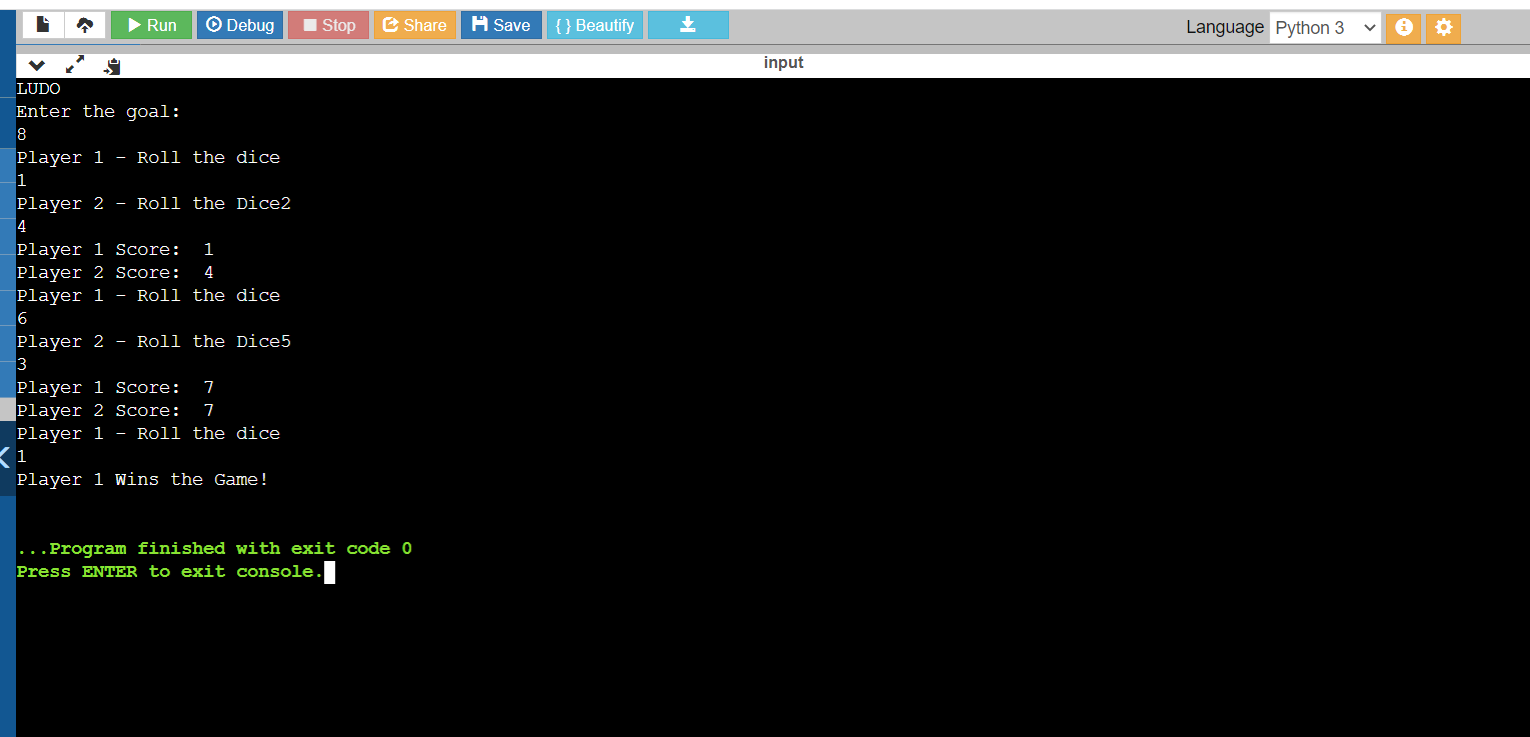 Run Debug Stop Share Save { } Beautify Language Python 3
input
LUDO
Enter the goal:
8
Player 1 - Roll the dice
1
Player 2 - Roll the Dice2
4
Player 1 Score:  1
Player 2 Score:  4
Player 1 - Roll the dice
6
Player 2 - Roll the Dice5
3
Player 1 Score:  7
Player 2 Score:  7
Player 1 - Roll the dice
1
Player 1 Wins the Game!
...Program finished with exit code 0
Press ENTER to exit console.